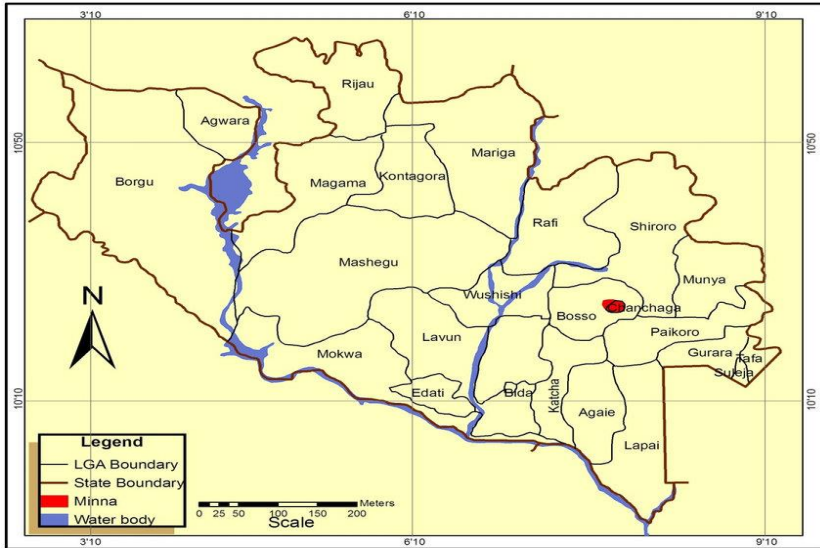 3'10
6'10
9'10
Rijau
Agwara
10'50
10'50
Mariga
Borgu
Magama
Kontagora
Rafi
Shiroro
Mashegu
Munya
N
Wushishi
Chanchaga
Bosso
Paikoro
Lavun
Mokwa
Gurara
Tafa
Suleja
Edati
Bida
Katcha
10'10
10'10
Agaie
Lapai
Legend
LGA Boundary
State Boundary
Minna
Water body
Meters
0 25 50 100 150 200
Scale
3'10
6'10
9'10